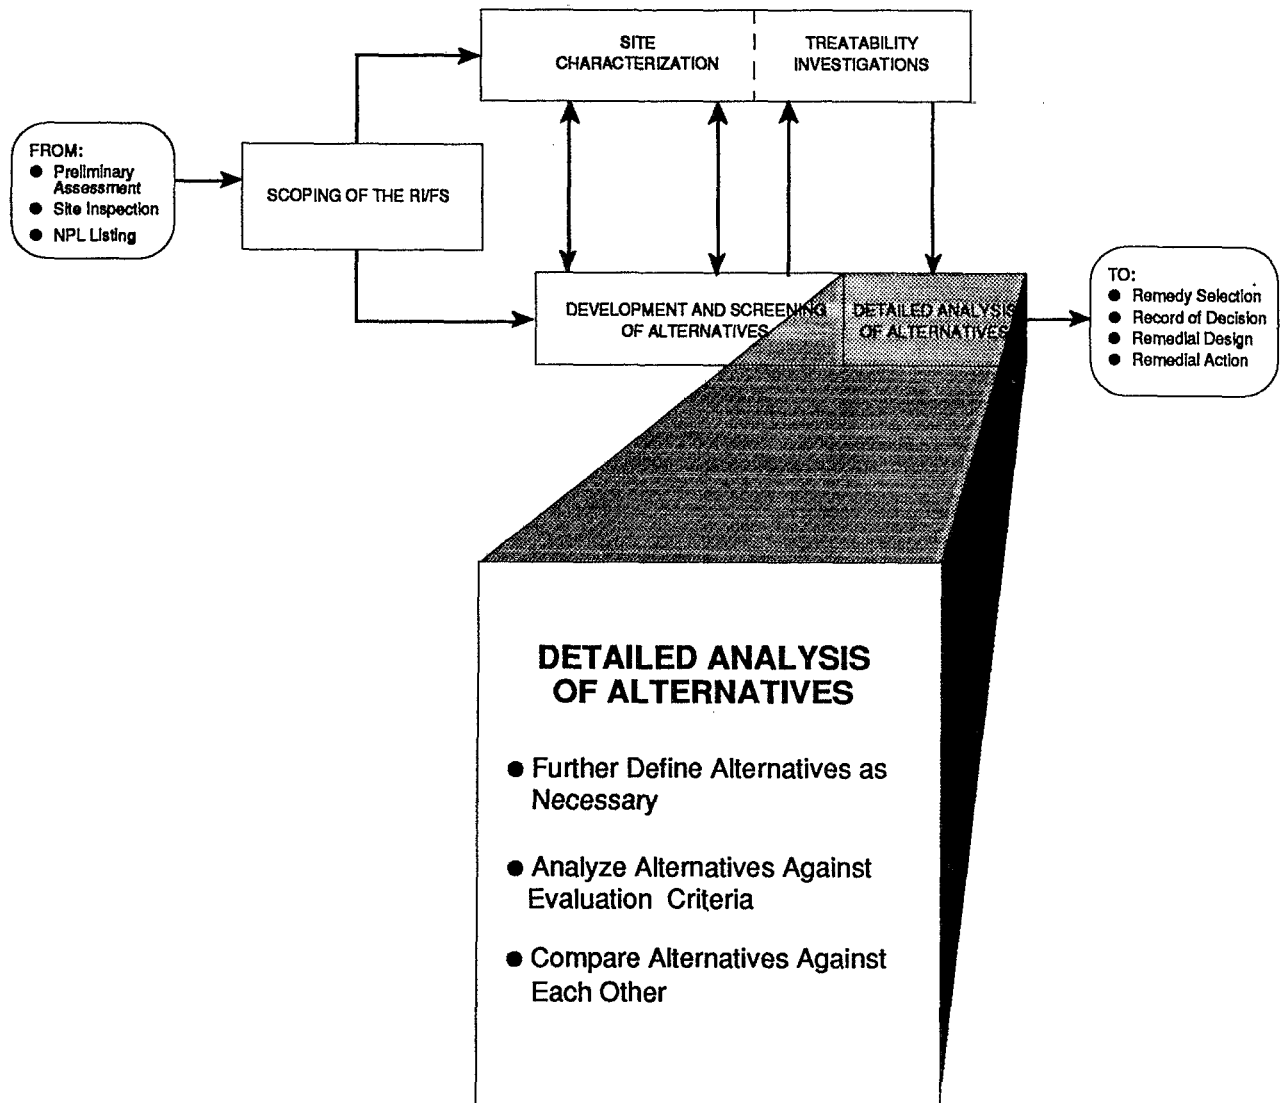 SITE
CHARACTERIZATION
TREATABILITY
INVESTIGATIONS
FROM:
● Preliminary
Assessment
● Site Inspection
● NPL Listing
SCOPING OF THE RI/FS
DEVELOPMENT AND SCREENING
OF ALTERNATIVES
DETAILED ANALYSIS
OF ALTERNATIVES
TO:
● Remedy Selection
● Record of Decision
● Remedial Design
● Remedial Action
DETAILED ANALYSIS
OF ALTERNATIVES
● Further Define Alternatives as
Necessary
● Analyze Alternatives Against
Evaluation Criteria
● Compare Alternatives Against
Each Other